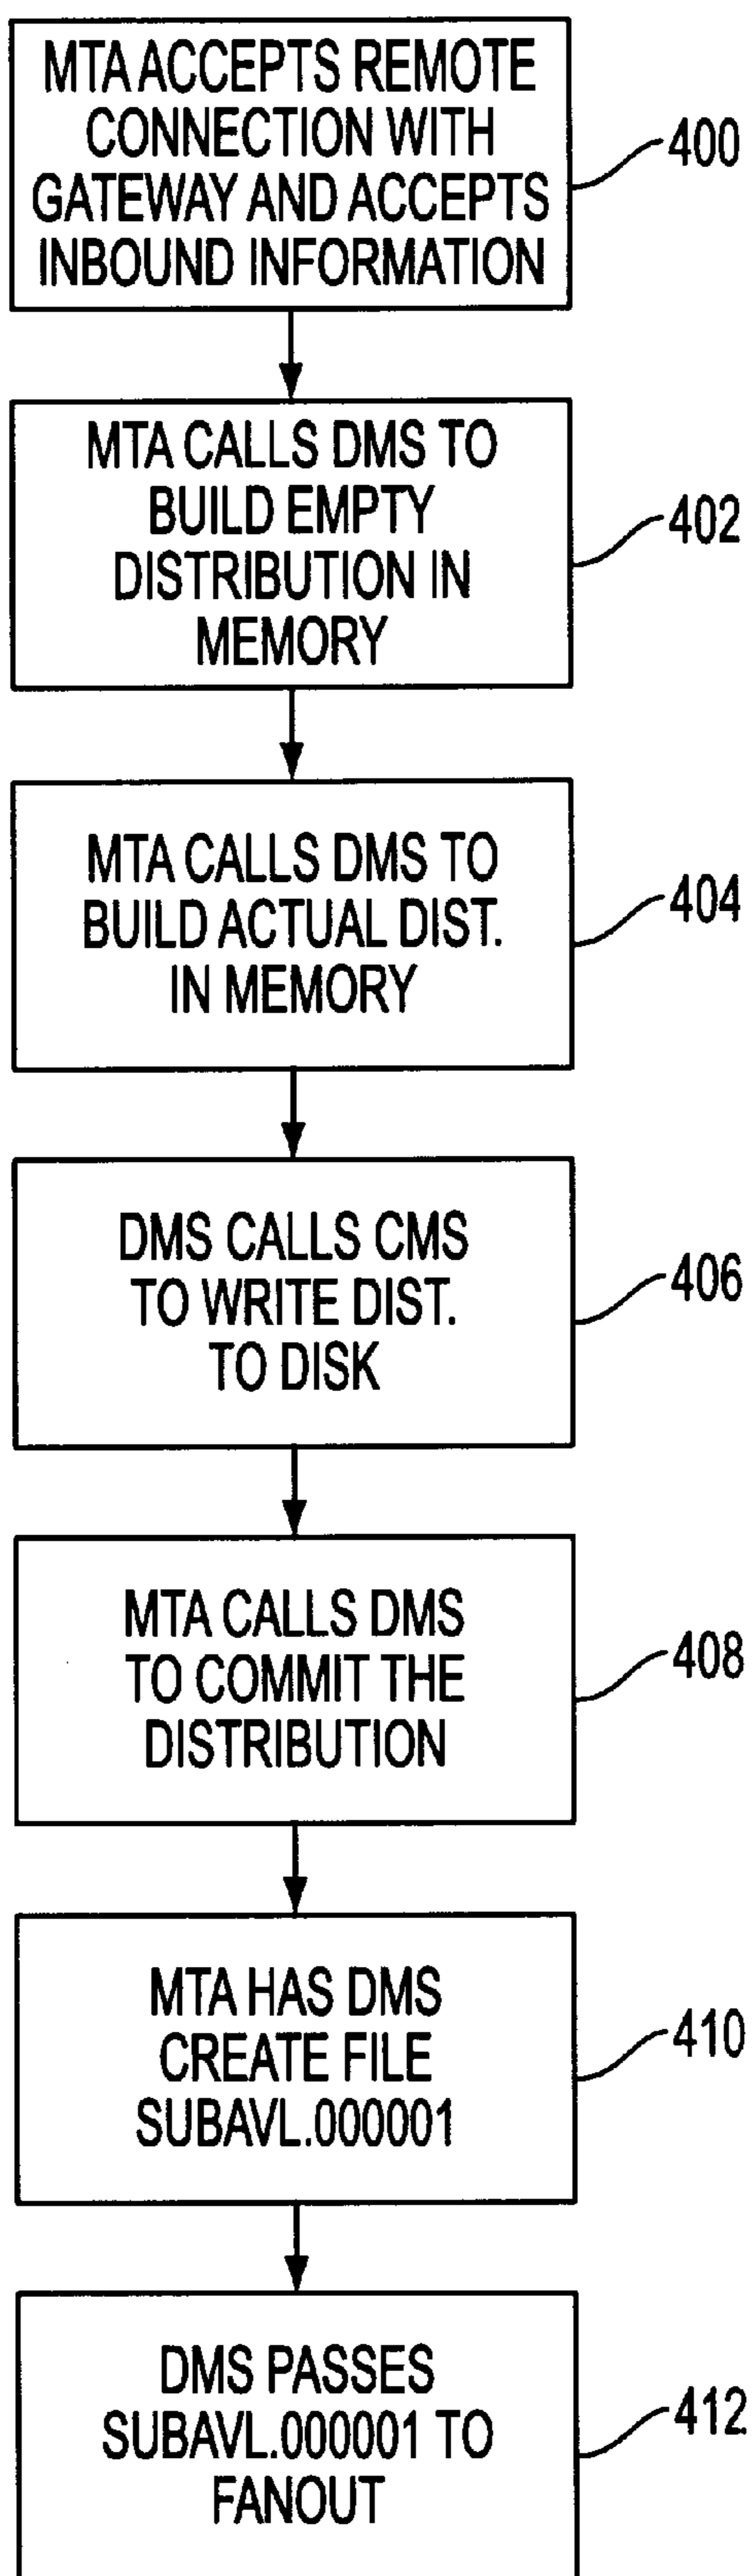 MTA ACCEPTS REMOTE
CONNECTION WITH
GATEWAY AND ACCEPTS
INBOUND INFORMATION
400
MTA CALLS DMS TO
BUILD EMPTY
DISTRIBUTION IN
MEMORY
402
MTA CALLS DMS TO
BUILD ACTUAL DIST.
IN MEMORY
404
DMS CALLS CMS
TO WRITE DIST.
TO DISK
406
MTA CALLS DMS
TO COMMIT THE
DISTRIBUTION
408
MTA HAS DMS
CREATE FILE
SUBAVL.000001
410
DMS PASSES
SUBAVL.000001 TO
FANOUT
412